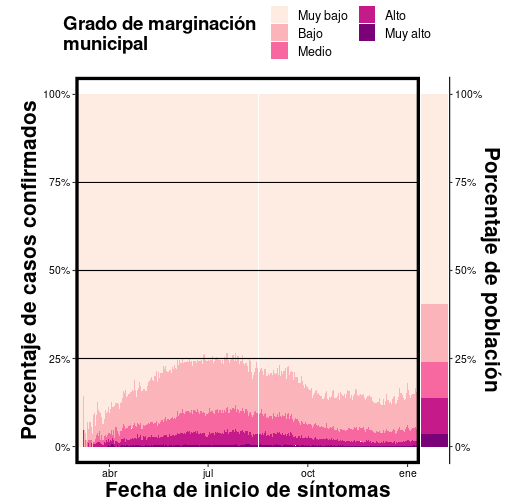 Grado de marginación
municipal
Muy bajo
Bajo
Medio
Alto
Muy alto
Porcentaje de casos confirmados
100%
75%
50%
25%
0%
100%
75%
50%
25%
0%
Porcentaje de población
abr
jul
oct
ene
Fecha de inicio de síntomas